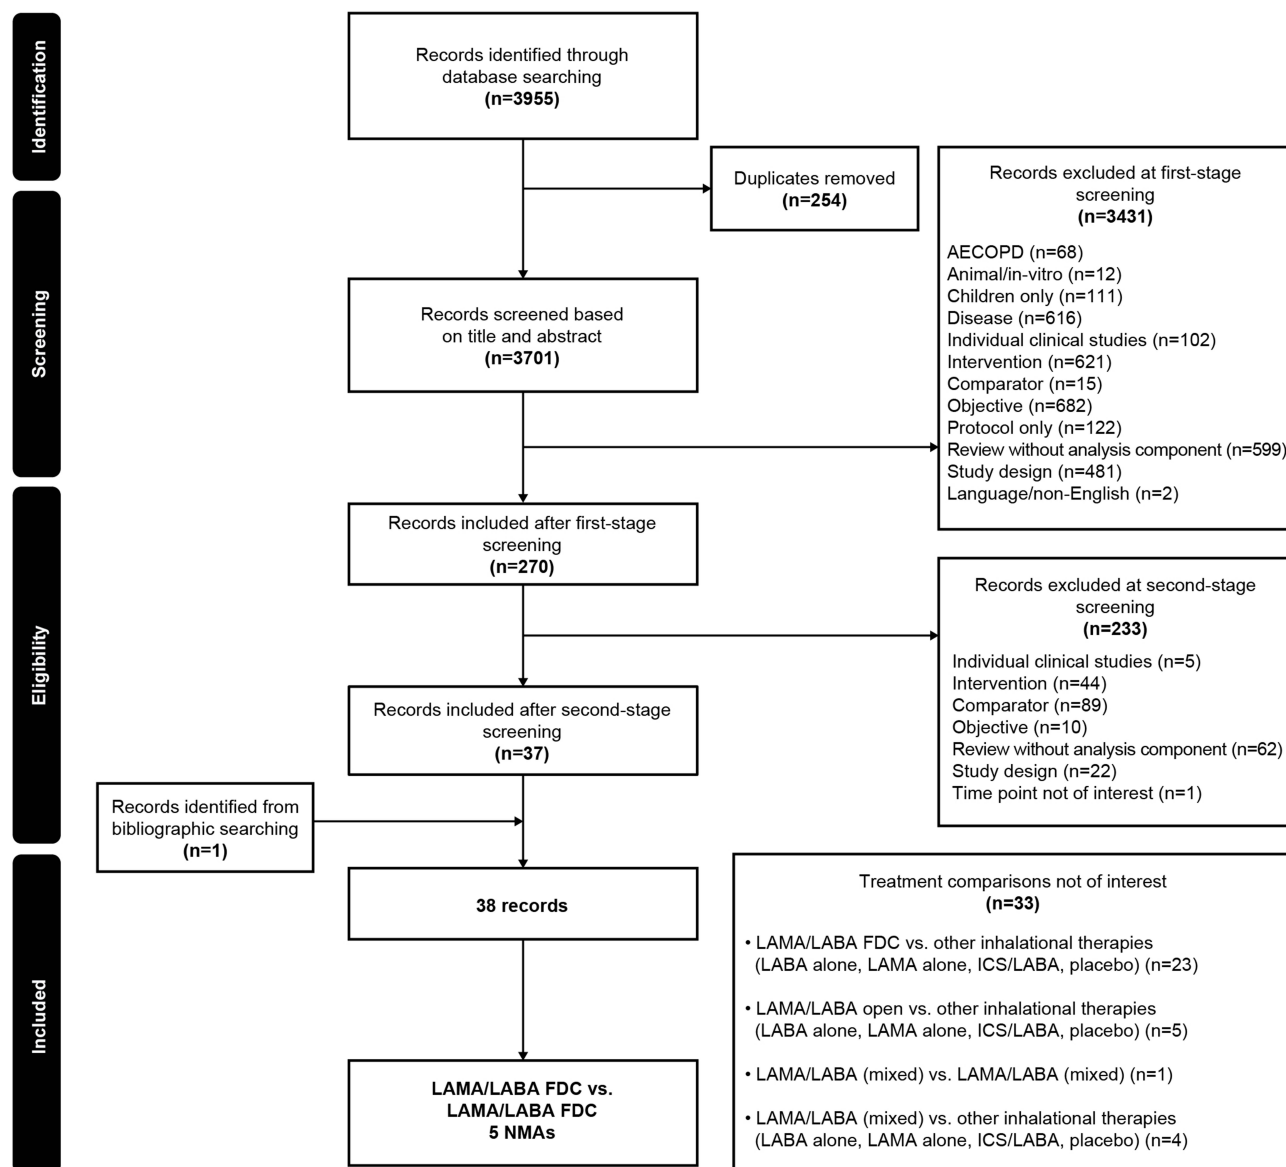 Identification
Records identified through
database searching
(n=3955)
Duplicates removed
(n=254)
Records excluded at first-stage
screening
(n=3431)
AECOPD (n=68)
Animal/in-vitro (n=12)
Children only (n=111)
Disease (n=616)
Individual clinical studies (n=102)
Intervention (n=621)
Comparator (n=15)
Objective (n=682)
Protocol only (n=122)
Review without analysis component (n=599)
Study design (n=481)
Language/non-English (n=2)
Screening
Records screened based
on title and abstract
(n=3701)
Records included after first-stage
screening
(n=270)
Eligibility
Records excluded at second-stage
screening
(n=233)
Individual clinical studies (n=5)
Intervention (n=44)
Comparator (n=89)
Objective (n=10)
Review without analysis component (n=62)
Study design (n=22)
Time point not of interest (n=1)
Records included after second-stage
screening
(n=37)
Records identified from
bibliographic searching
(n=1)
Included
38 records
Treatment comparisons not of interest
(n=33)
• LAMA/LABA FDC vs. other inhalational therapies
(LABA alone, LAMA alone, ICS/LABA, placebo) (n=23)
• LAMA/LABA open vs. other inhalational therapies
(LABA alone, LAMA alone, ICS/LABA, placebo) (n=5)
• LAMA/LABA (mixed) vs. LAMA/LABA (mixed) (n=1)
• LAMA/LABA (mixed) vs. other inhalational therapies
(LABA alone, LAMA alone, ICS/LABA, placebo) (n=4)
LAMA/LABA FDC vs.
LAMA/LABA FDC
5 NMAs